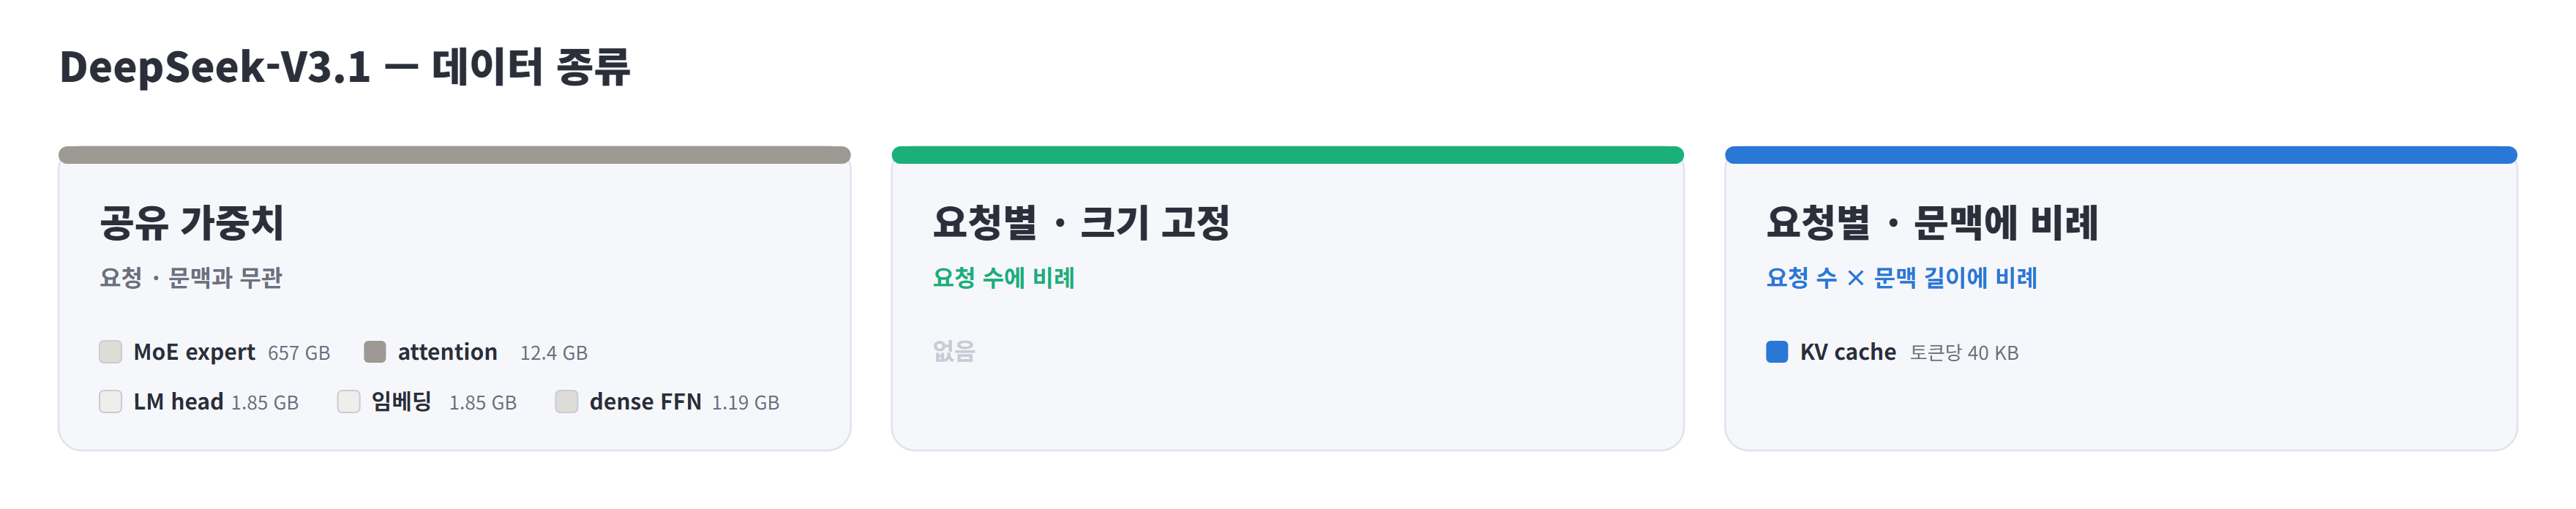 DeepSeek-V3.1 — 데이터 종류
공유 가중치
요청 · 문맥과 무관
MoE expert 657 GB attention 12.4 GB
LM head 1.85 GB 임베딩 1.85 GB dense FFN 1.19 GB
요청별 · 크기 고정
요청 수에 비례
없음
요청별 · 문맥에 비례
요청 수 × 문맥 길이에 비례
KV cache 토큰당 40 KB